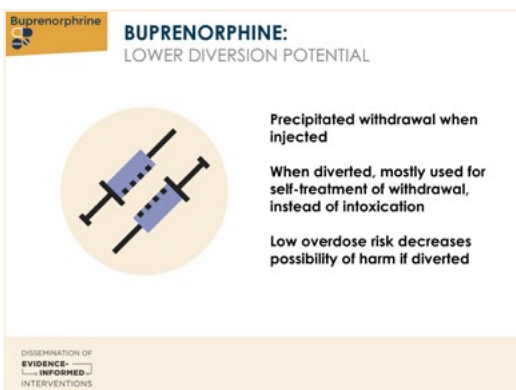 Buprenorphrine
BUPRENORPHINE:
LOWER DIVERSION POTENTIAL
Precipitated withdrawal when
injected
When diverted, mostly used for
self-treatment of withdrawal,
instead of intoxication
Low overdose risk decreases
possibility of harm if diverted
DISSEMINATION OF
EVIDENCE-
INFORMED
INTERVENTIONS